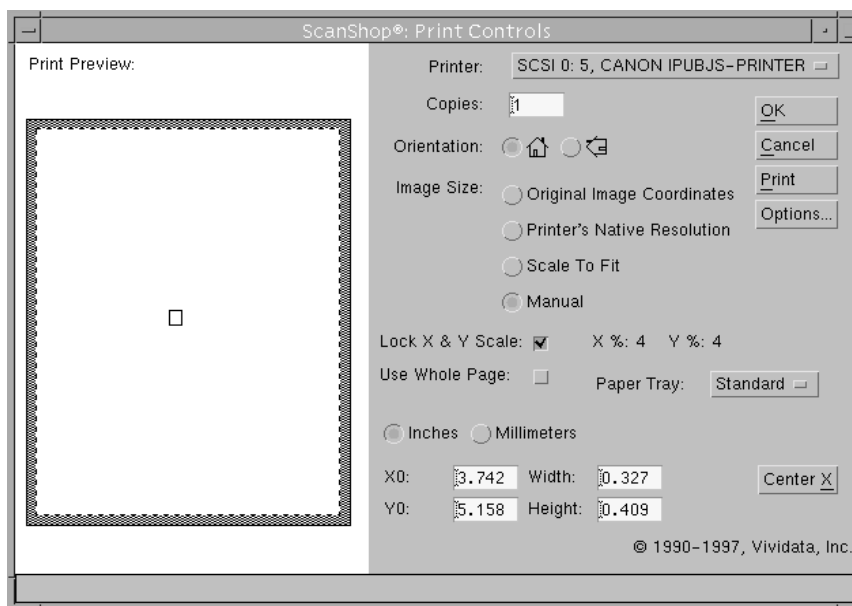 ScanShop®: Print Controls
Print Preview:
Printer: SCSI 0: 5, CANON IPUBJS-PRINTER
Copies: 1
OK
Orientation:
Cancel
Image Size:
Original Image Coordinates
Print
Printer's Native Resolution
Options...
Scale To Fit
Manual
Lock X & Y Scale: X %: 4 Y %: 4
Use Whole Page: Paper Tray: Standard
Inches Millimeters
X0: 3.742 Width: 0.327 Center X
Y0: 5.158 Height: 0.409
© 1990-1997, Vividata, Inc.